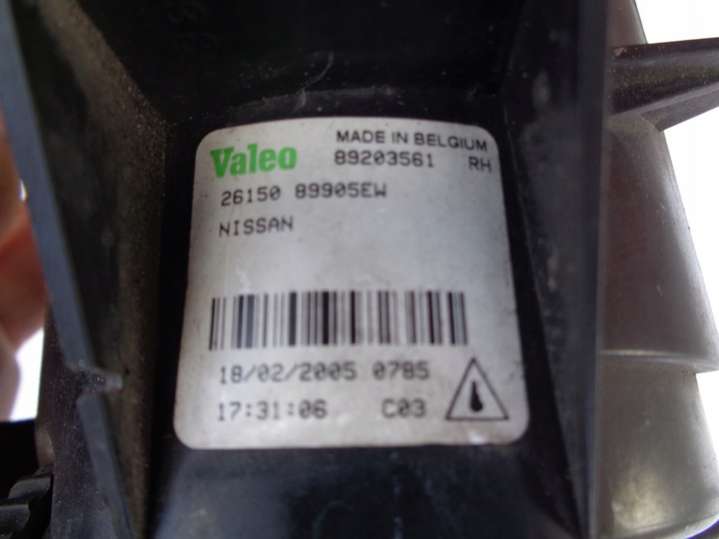 Valeo MADE IN BELGIUM
89203561 RH
26150 89905EW
NISSAN
18/02/2005 0785
17:31:06 C03